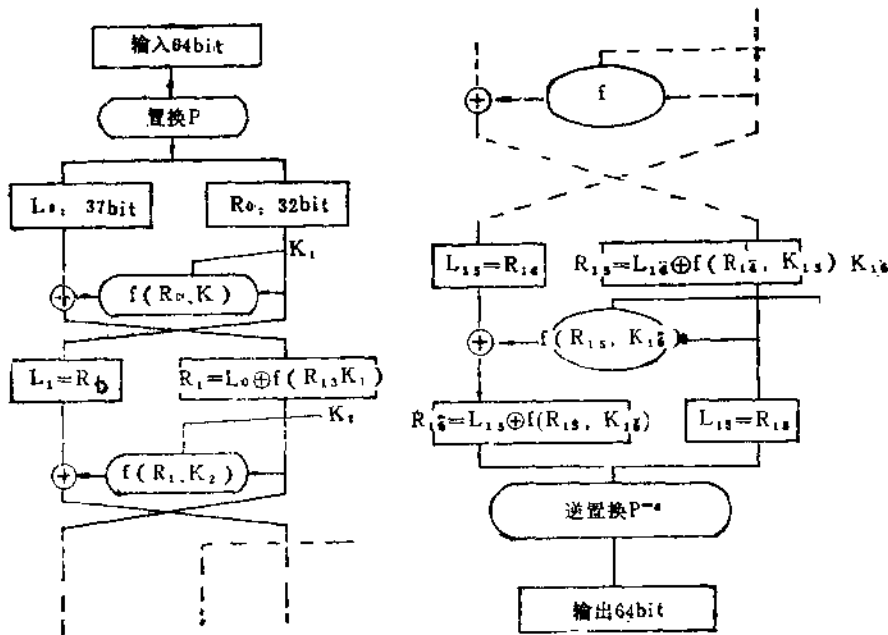 输入64bit
置换P
L₀: 37bit
R₀: 32bit
K₁
f(R₀,K)
L₁=R₀
R₁=L₀⊕f(R₁₃K₁)
K₂
f(R₁,K₂)
f
L₁₅=R₁₄
R₁₅=L₁₄⊕f(R₁₄, K₁₅)
K₁₆
f(R₁₅, K₁₆)
R₁₆=L₁₅⊕f(R₁₅, K₁₆)
L₁₅=R₁₅
逆置换P
输出64bit